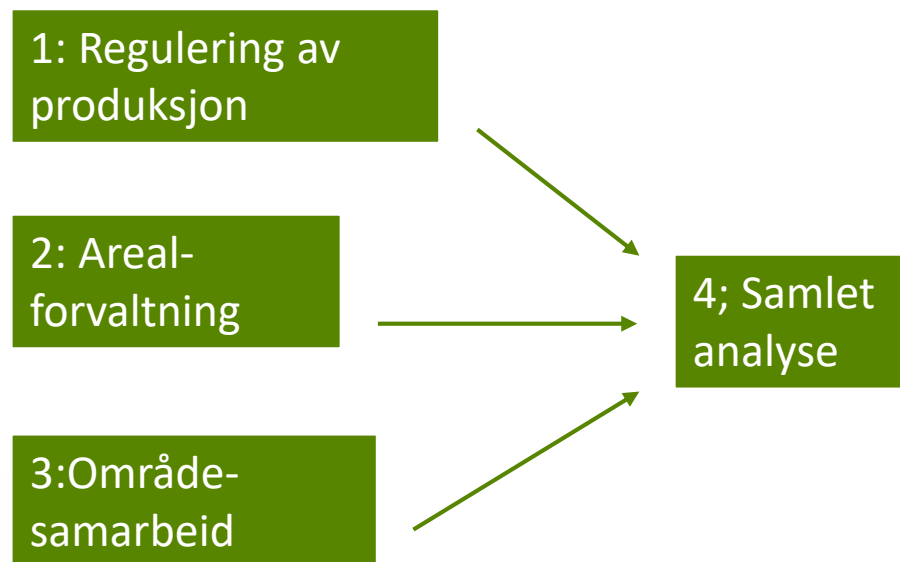 1: Regulering av
produksjon
2: Areal-
forvaltning
4; Samlet
analyse
3:Område-
samarbeid